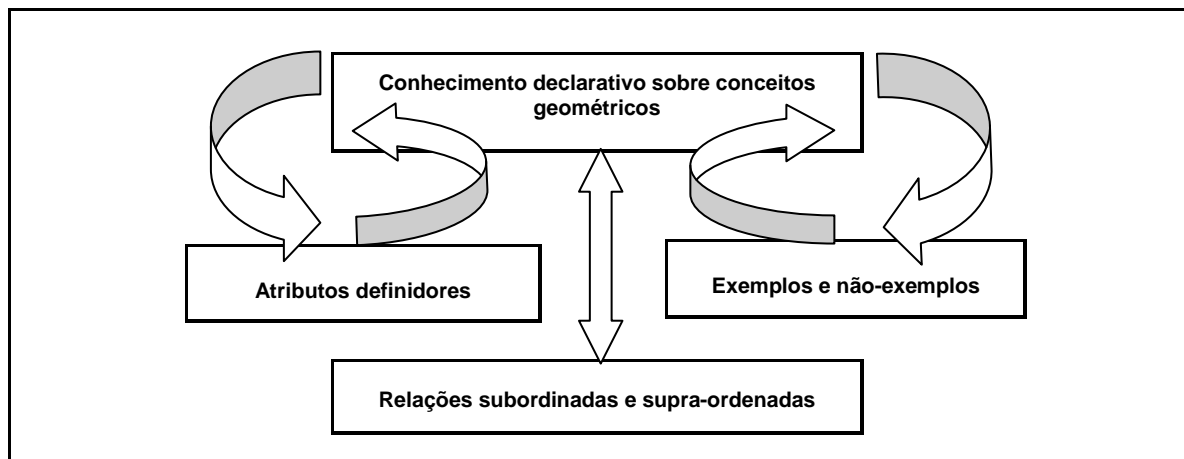 Conhecimento declarativo sobre conceitos
geométricos
Atributos definidores
Exemplos e não-exemplos
Relações subordinadas e supra-ordenadas